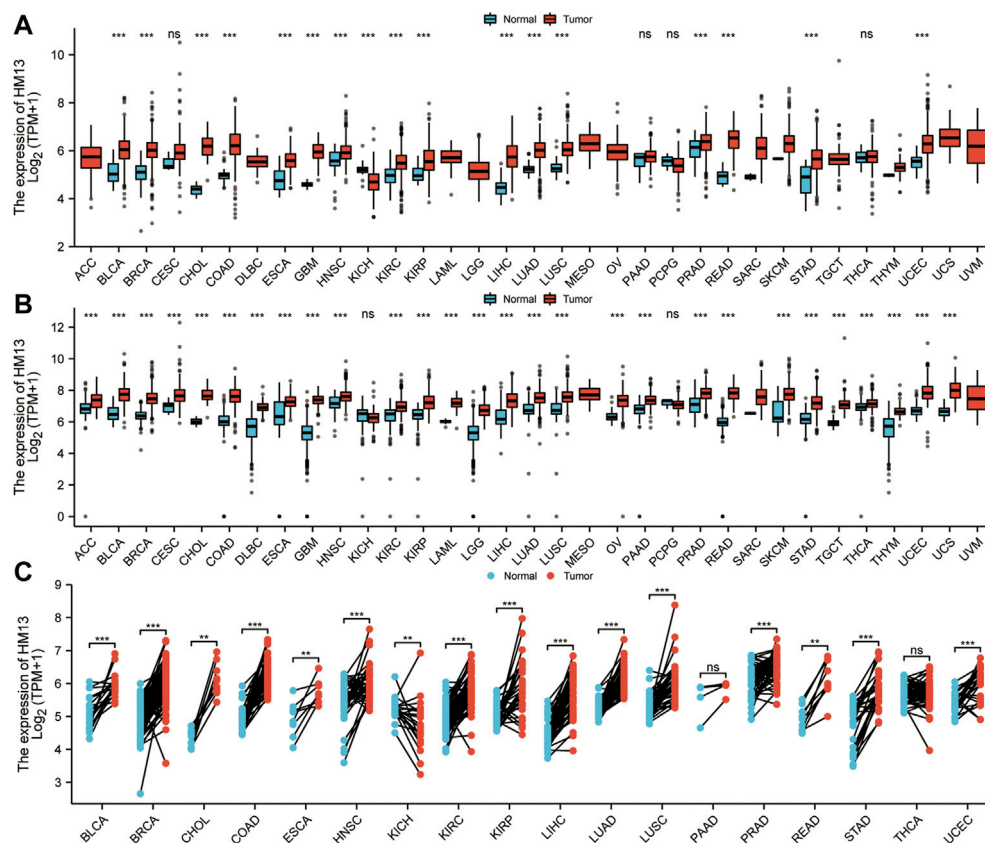 A
Normal Tumor
*** *** ns *** *** *** *** *** *** *** *** *** *** *** ns ns *** *** *** ns ***
The expression of HM13
Log2 (TPM+1)
10
8
6
4
2
ACC BLCA BRCA CESC CHOL COAD DLBC ESCA GBM HNSC KICH KIRC KIRP LAML LGG LIHC LUAD LUSC MESO OV PAAD PCPG PRAD READ SARC SKCM STAD TGCT THCA THYM UCEC UCS UVM
B
Normal Tumor
*** *** *** *** *** *** *** *** *** *** ns *** *** *** *** *** *** *** *** *** ns *** *** *** *** *** *** *** *** ***
The expression of HM13
Log2 (TPM+1)
12
10
8
6
4
2
0
ACC BLCA BRCA CESC CHOL COAD DLBC ESCA GBM HNSC KICH KIRC KIRP LAML LGG LIHC LUAD LUSC MESO OV PAAD PCPG PRAD READ SARC SKCM STAD TGCT THCA THYM UCEC UCS UVM
C
Normal Tumor
*** *** ** *** ** *** ** *** *** *** *** *** ns *** ** *** ns ***
The expression of HM13
Log2 (TPM+1)
9
8
7
6
5
4
3
BLCA BRCA CHOL COAD ESCA HNSC KICH KIRC KIRP LIHC LUAD LUSC PAAD PRAD READ STAD THCA UCEC